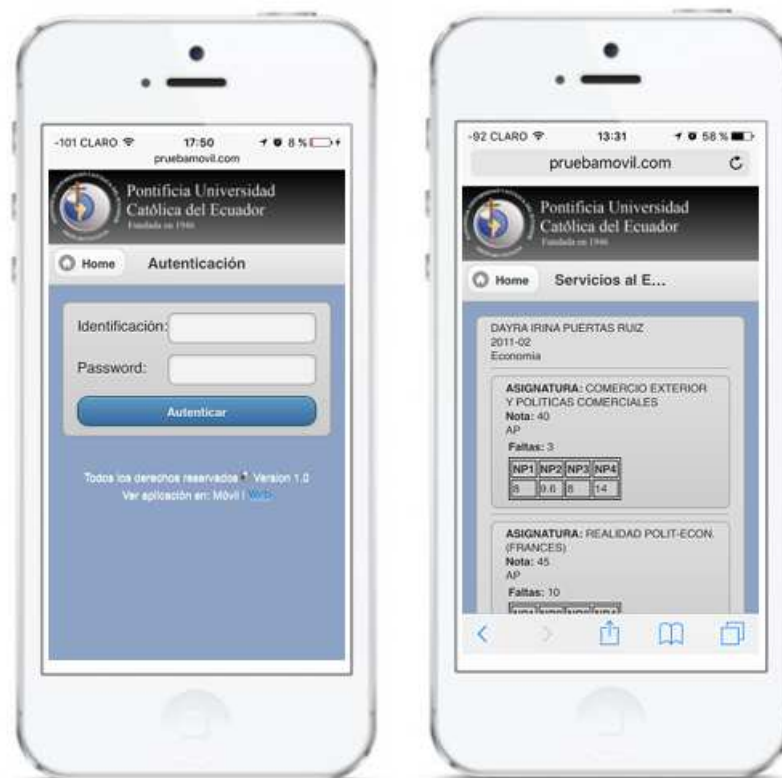 -101 CLARO 17:50 8 %
pruebamovil.com
Pontificia Universidad
Católica del Ecuador
Fundada en 1946
Home Autenticación
Identificación:
Password:
Autenticar
Todos los derechos reservados Version 1.0
Ver aplicación en: Móvil | Web
-92 CLARO 13:31 58 %
pruebamovil.com
Pontificia Universidad
Católica del Ecuador
Fundada en 1946
Home Servicios al E...
DAYRA IRINA PUERTAS RUIZ
2011-02
Economia
ASIGNATURA: COMERCIO EXTERIOR
Y POLITICAS COMERCIALES
Nota: 40
AP
Faltas: 3
NP1 NP2 NP3 NP4
8 9.6 8 14
ASIGNATURA: REALIDAD POLIT-ECON.
(FRANCES)
Nota: 45
AP
Faltas: 10
NP1 NP2 NP3 NP4